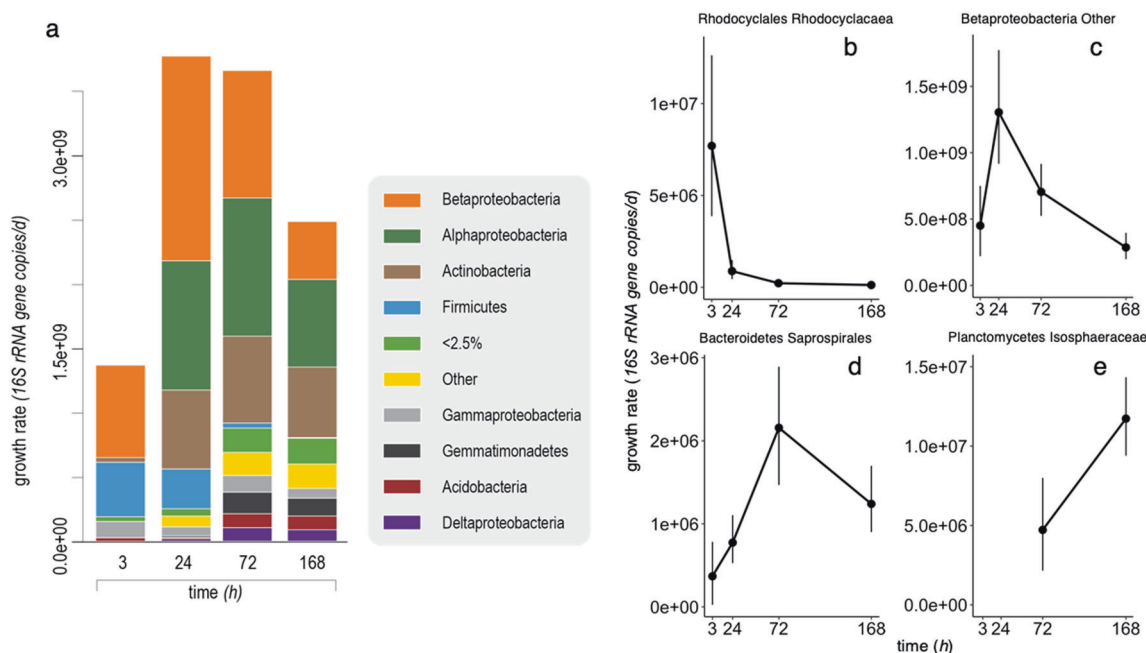 a
growth rate (16S rRNA gene copies/d)
3.0e+09
1.5e+09
0.0e+00
3 24 72 168
time (h)
Betaproteobacteria
Alphaproteobacteria
Actinobacteria
Firmicutes
<2.5%
Other
Gammaproteobacteria
Gemmatimonadetes
Acidobacteria
Deltaproteobacteria
growth rate (16S rRNA gene copies/d)
Rhodocyclales Rhodocyclacaea
b
1e+07
5e+06
0e+00
3 24 72 168
Betaproteobacteria Other
c
1.5e+09
1.0e+09
5.0e+08
0.0e+00
3 24 72 168
Bacteroidetes Saprospirales
d
3e+06
2e+06
1e+06
0e+00
3 24 72 168
Planctomycetes Isosphaeraceae
e
1.5e+07
1.0e+07
5.0e+06
0.0e+00
3 24 72 168
time (h)